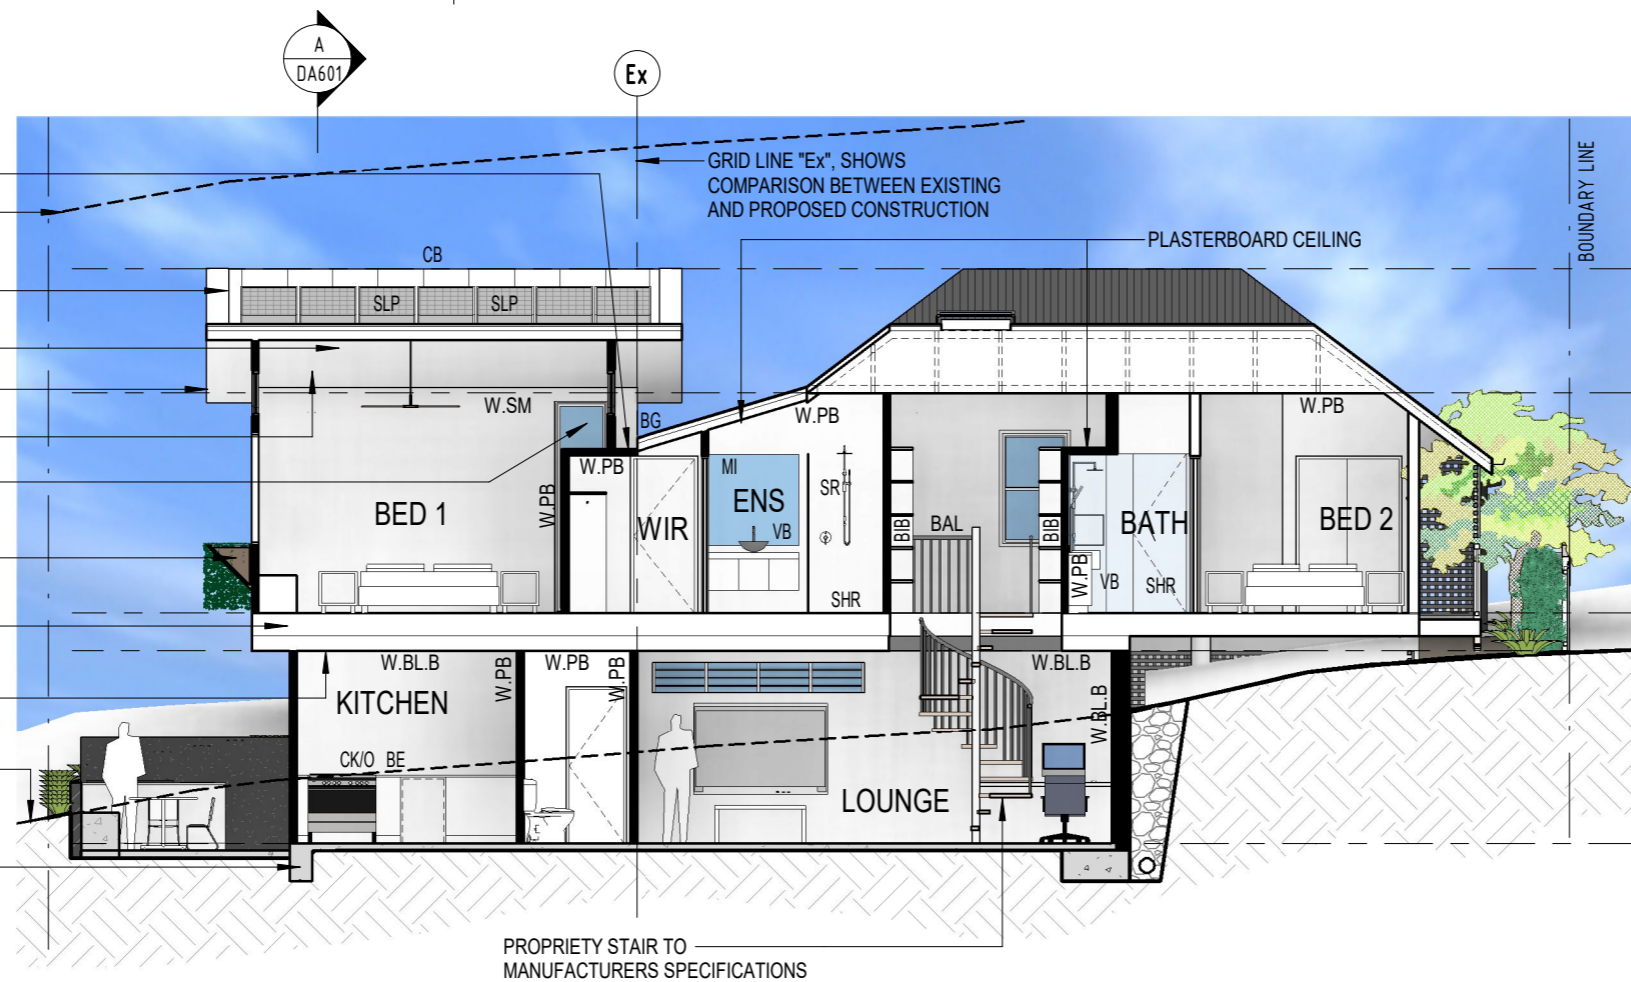 A
DA601
Ex
GRID LINE "Ex", SHOWS
COMPARISON BETWEEN EXISTING
AND PROPOSED CONSTRUCTION
BOUNDARY LINE
PLASTERBOARD CEILING
CB
SLP
SLP
W.SM
BG
W.PB
W.PB
W.PB
MI
SR
W.PB
BED 1
WIR
ENS
VB
BIB
BAL
BIB
BATH
BED 2
W.PB
VB
SHR
SHR
W.BL.B
W.PB
W.PB
W.PB
W.BL.B
KITCHEN
W.BL.B
CK/O BE
LOUNGE
PROPRIETY STAIR TO
MANUFACTURERS SPECIFICATIONS